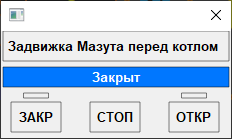 Задвижка Мазута перед котлом
Закрыт
ЗАКР СТОП ОТКР